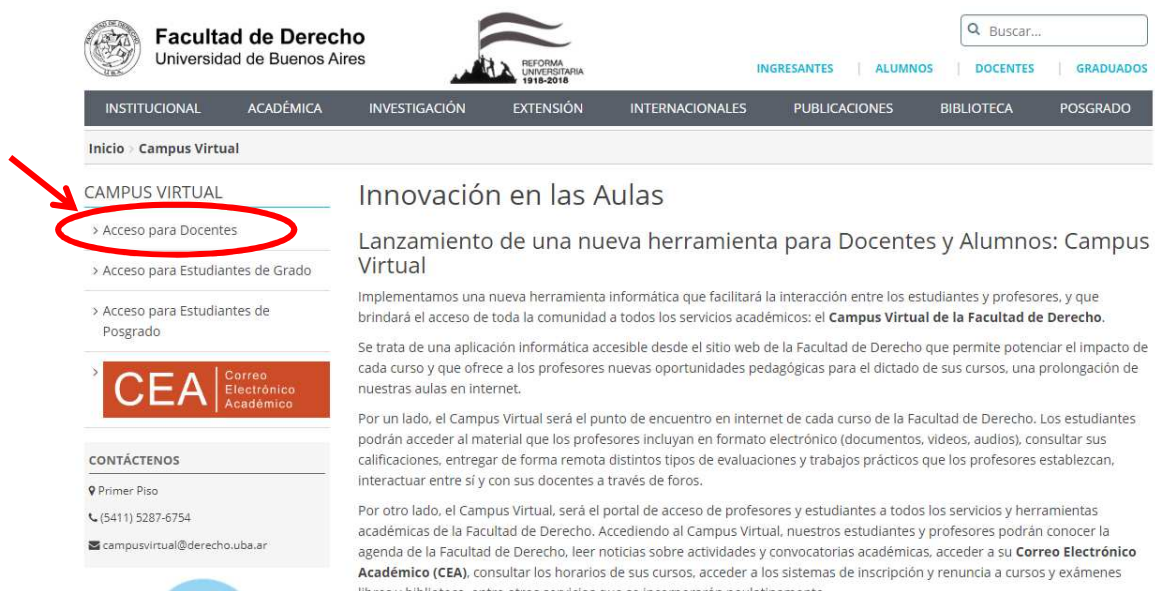 Facultad de Derecho
Universidad de Buenos Aires
REFORMA
UNIVERSITARIA
1918-2018
Buscar...
INGRESANTES | ALUMNOS | DOCENTES | GRADUADOS
INSTITUCIONAL ACADÉMICA INVESTIGACIÓN EXTENSIÓN INTERNACIONALES PUBLICACIONES BIBLIOTECA POSGRADO
Inicio > Campus Virtual
CAMPUS VIRTUAL
> Acceso para Docentes
> Acceso para Estudiantes de Grado
> Acceso para Estudiantes de
Posgrado
> CEA
Correo
Electrónico
Académico
CONTÁCTENOS
Primer Piso
(5411) 5287-6754
campusvirtual@derecho.uba.ar
Innovación en las Aulas
Lanzamiento de una nueva herramienta para Docentes y Alumnos: Campus
Virtual
Implementamos una nueva herramienta informática que facilitará la interacción entre los estudiantes y profesores, y que
brindará el acceso de toda la comunidad a todos los servicios académicos: el Campus Virtual de la Facultad de Derecho.
Se trata de una aplicación informática accesible desde el sitio web de la Facultad de Derecho que permite potenciar el impacto de
cada curso y que ofrece a los profesores nuevas oportunidades pedagógicas para el dictado de sus cursos, una prolongación de
nuestras aulas en internet.
Por un lado, el Campus Virtual será el punto de encuentro en internet de cada curso de la Facultad de Derecho. Los estudiantes
podrán acceder al material que los profesores incluyan en formato electrónico (documentos, videos, audios), consultar sus
calificaciones, entregar de forma remota distintos tipos de evaluaciones y trabajos prácticos que los profesores establezcan,
interactuar entre sí y con sus docentes a través de foros.
Por otro lado, el Campus Virtual, será el portal de acceso de profesores y estudiantes a todos los servicios y herramientas
académicas de la Facultad de Derecho. Accediendo al Campus Virtual, nuestros estudiantes y profesores podrán conocer la
agenda de la Facultad de Derecho, leer noticias sobre actividades y convocatorias académicas, acceder a su Correo Electrónico
Académico (CEA), consultar los horarios de sus cursos, acceder a los sistemas de inscripción y renuncia a cursos y exámenes